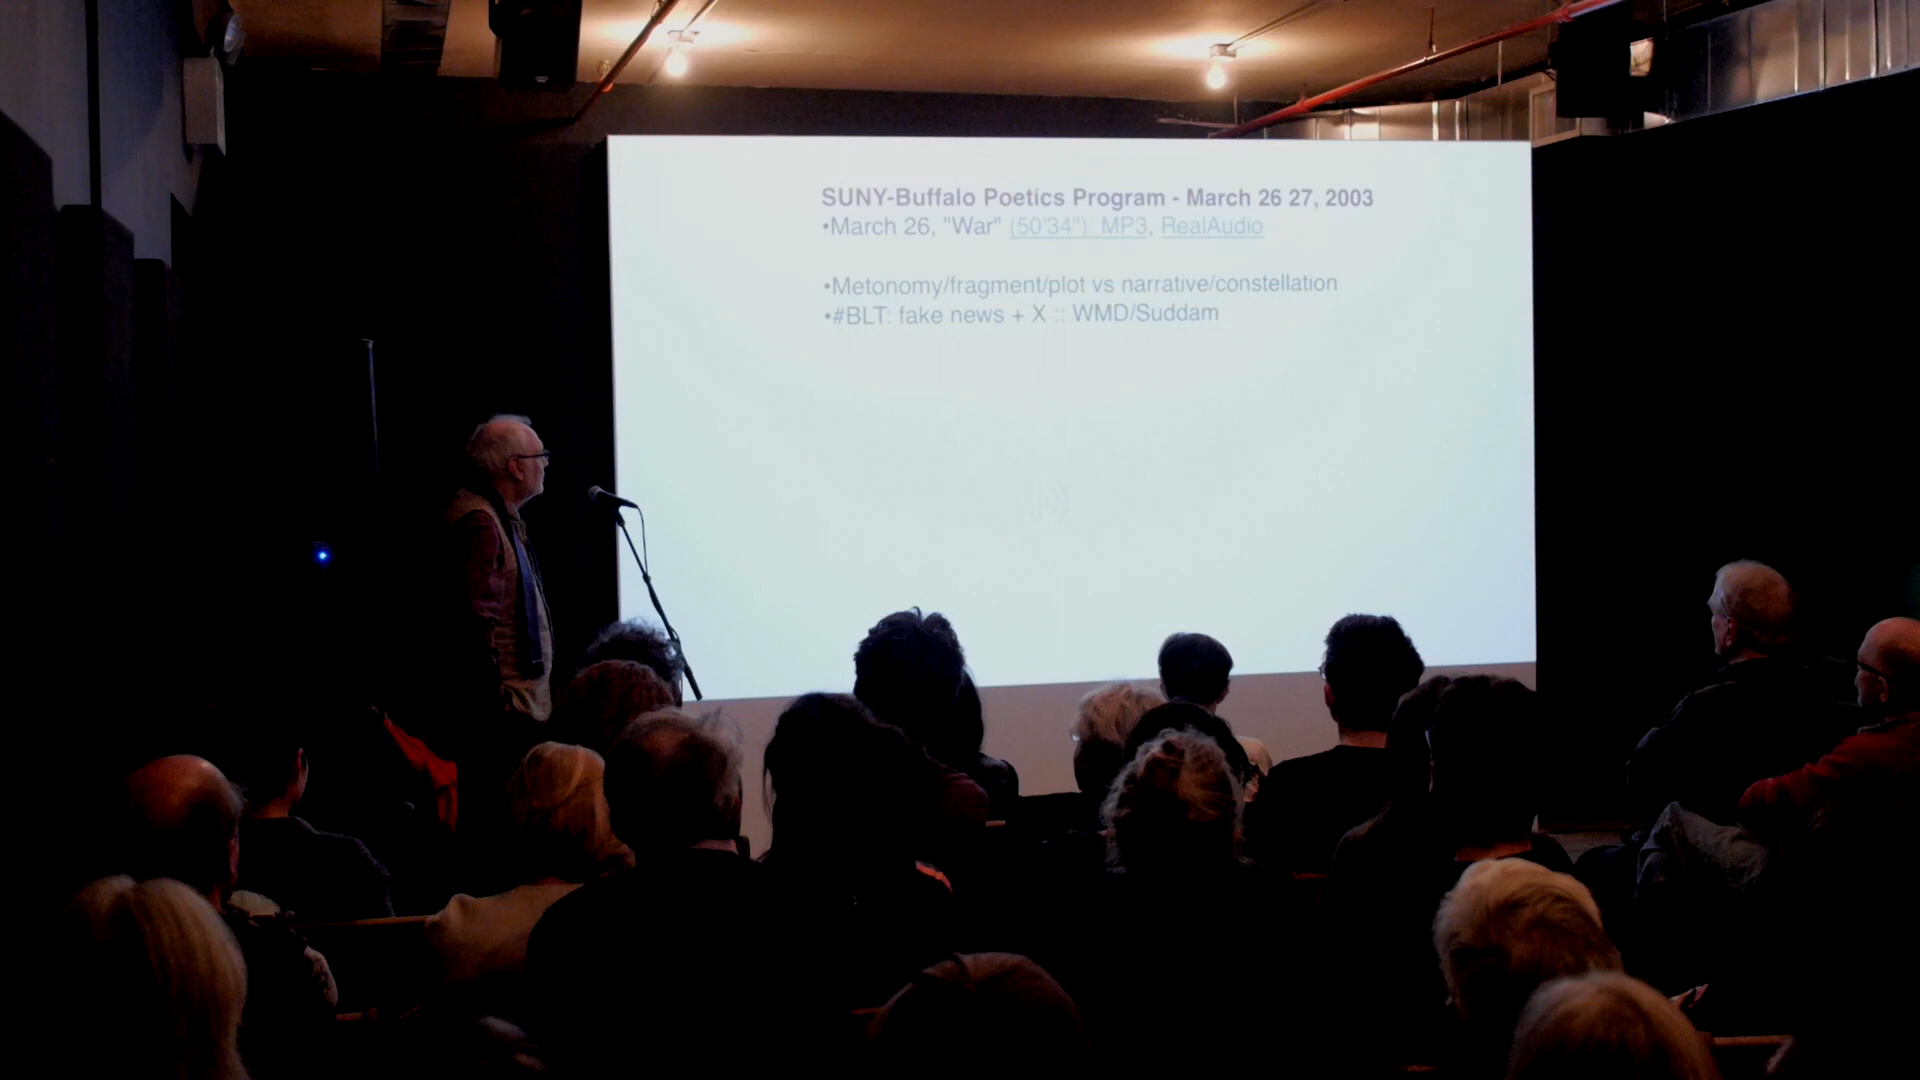 SUNY-Buffalo Poetics Program - March 26 27, 2003
•March 26, "War" (50'34"): MP3, RealAudio
•Metonomy/fragment/plot vs narrative/constellation
•#BLT: fake news + X :: WMD/Suddam